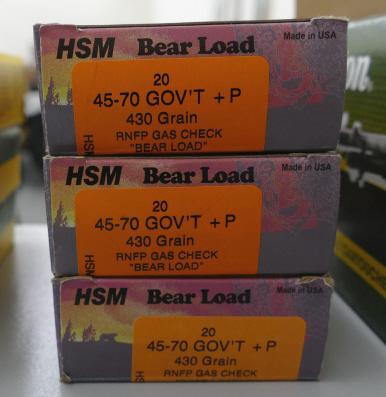 HSM Bear Load Made in USA
20
45-70 GOV'T + P
430 Grain
RNFP GAS CHECK
"BEAR LOAD"
HSM
HSM Bear Load Made in USA
20
45-70 GOV'T + P
430 Grain
RNFP GAS CHECK
"BEAR LOAD"
HSM
HSM Bear Load Made in USA
20
45-70 GOV'T + P
430 Grain
RNFP GAS CHECK